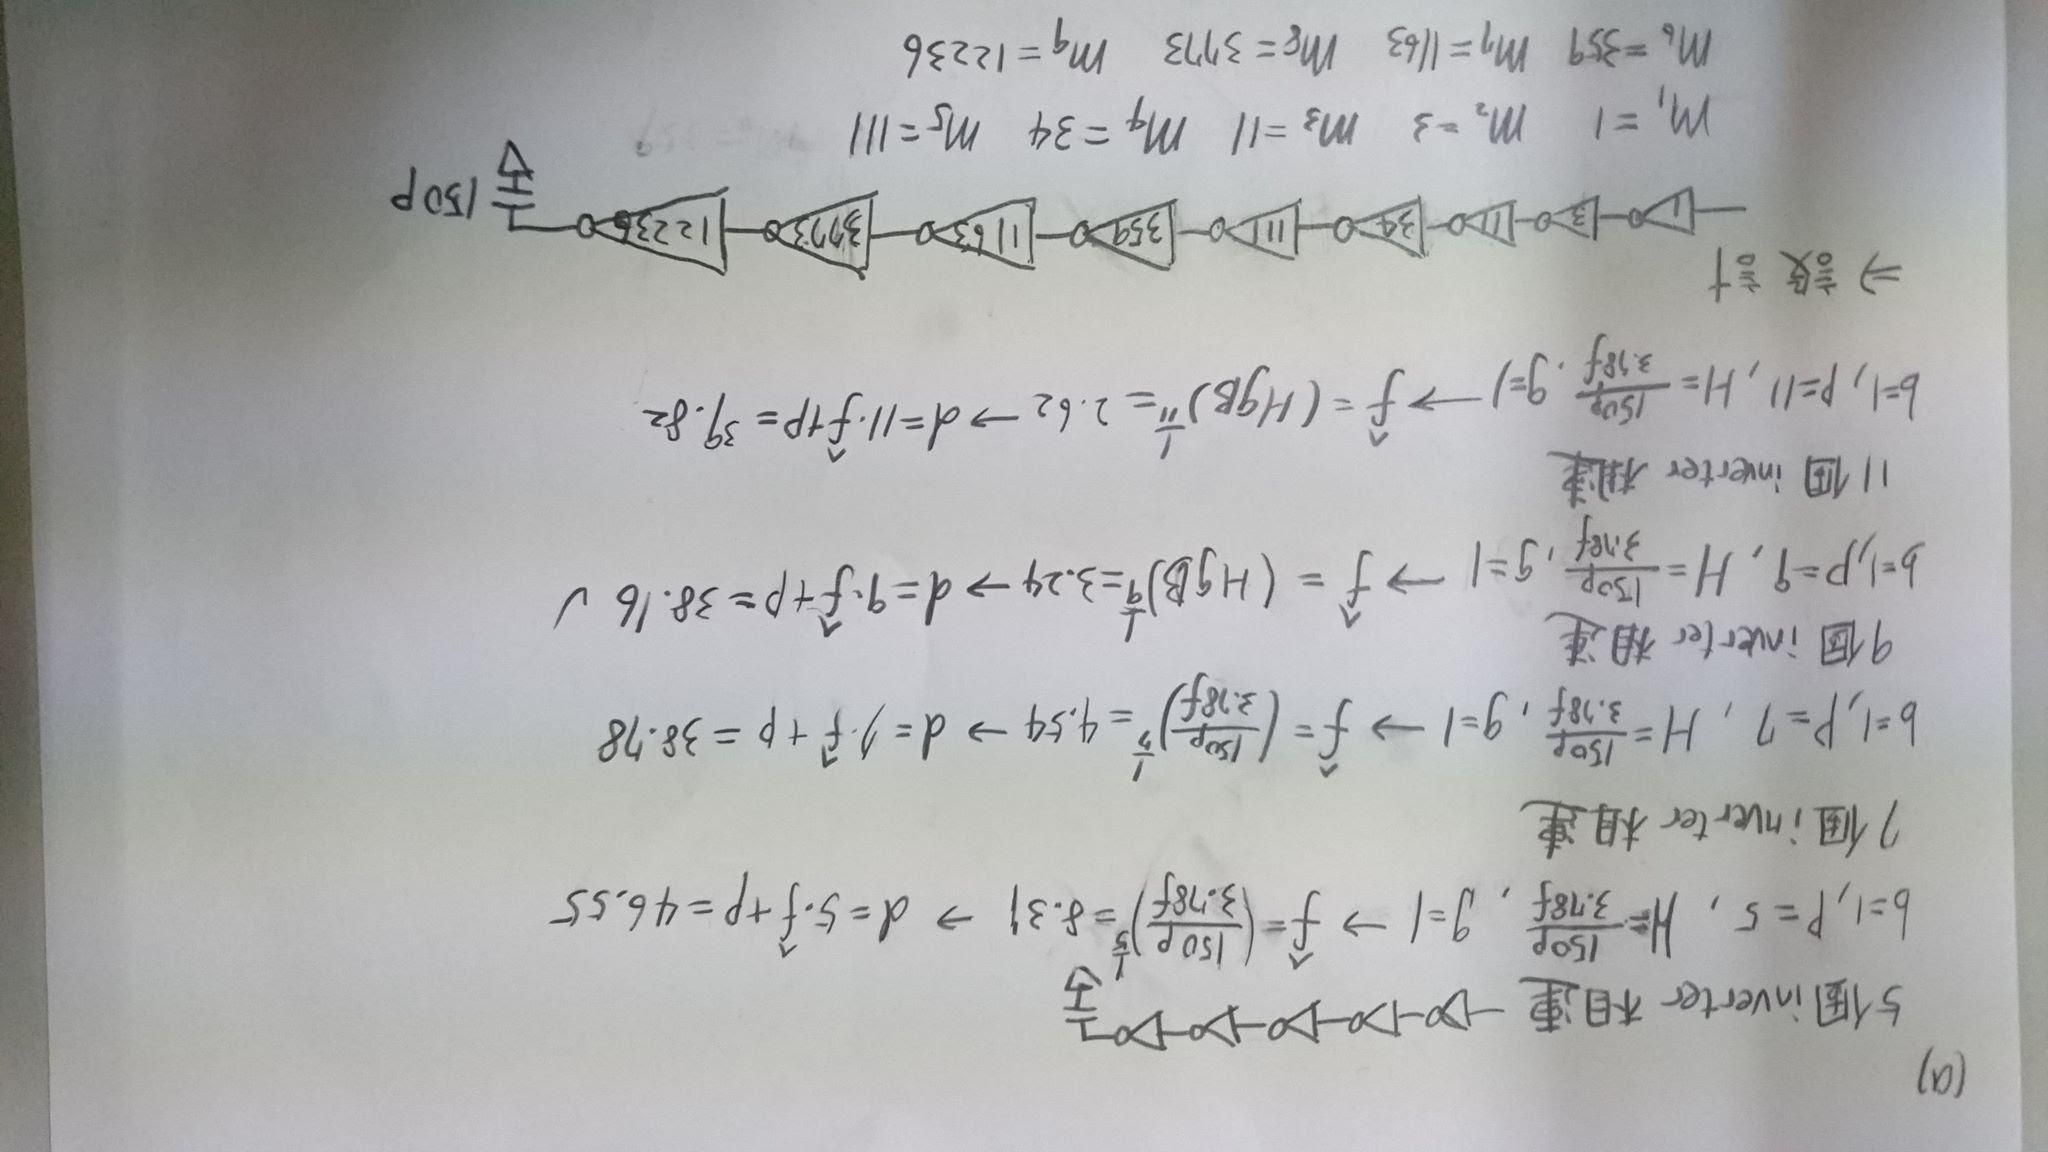 (a)
5個inverter 相連
b=1, p=5, H=150p/3.78f, g=1 → f̂=(150p/3.78f)^1/5=8.31 → d=5·f̂+p=46.55
7個inverter 相連
b=1, p=7, H=150p/3.78f, g=1 → f̂=(150p/3.78f)^1/7=4.54 → d=7·f̂+p=38.78
9個inverter 相連
b=1, p=9, H=150p/3.78f, g=1 → f̂=(HgB)^1/9=3.24 → d=9·f̂+p=38.16 ✓
11個inverter 相連
b=1, p=11, H=150p/3.78f, g=1 → f̂=(HgB)^1/11=2.62 → d=11·f̂+p=39.82
⇒ 設計
1 3 11 34 111 359 1163 3773 12236 150p
M₁=1 M₂=3 M₃=11 M₄=34 M₅=111
M₆=359 M₇=1163 M₈=3773 M₉=12236